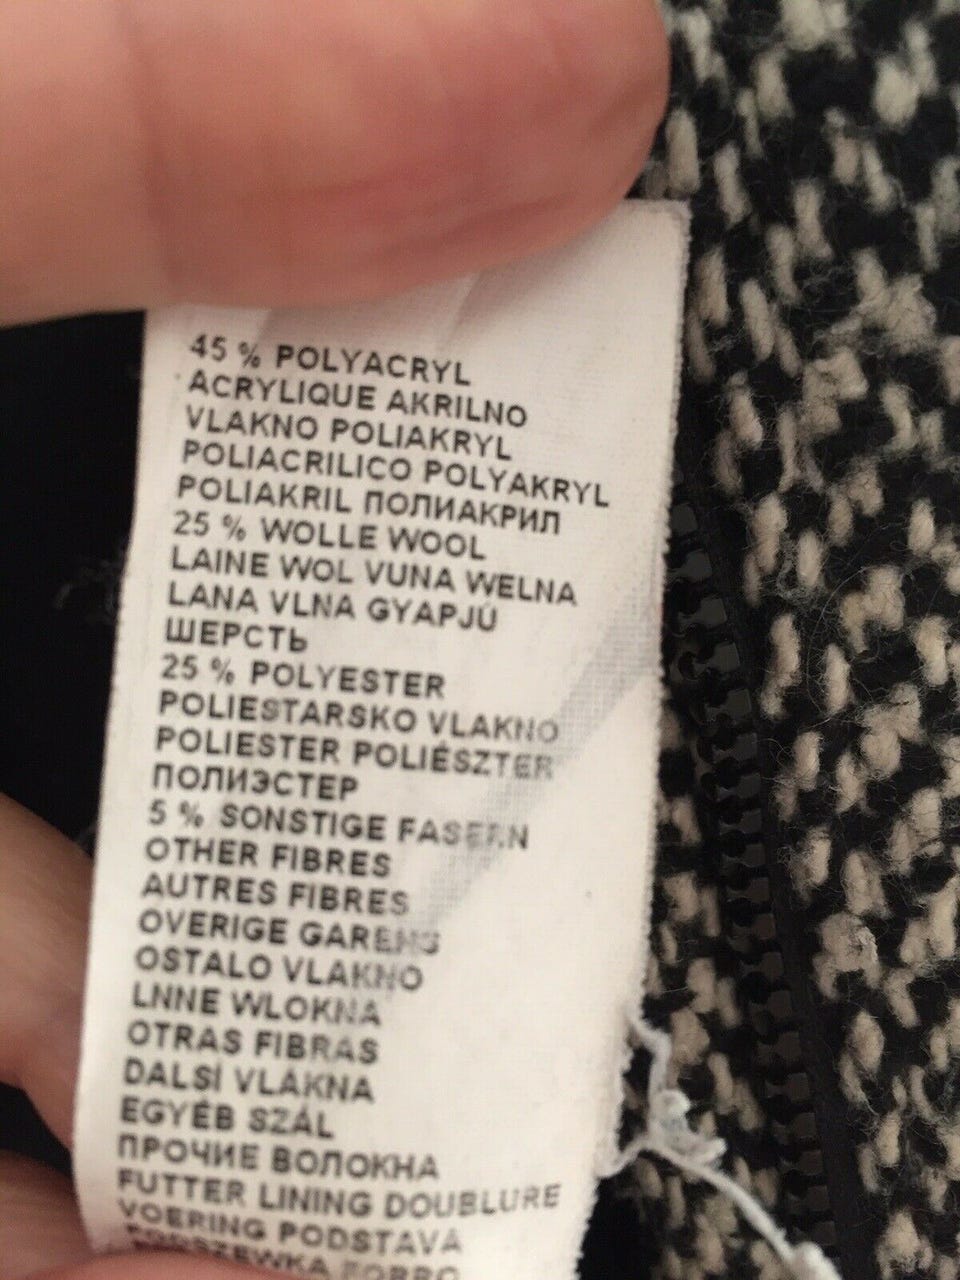 45 % POLYACRYL
ACRYLIQUE AKRILNO
VLAKNO POLIAKRYL
POLIACRILICO POLYAKRYL
POLIAKRIL ПОЛИАКРИЛ
25 % WOLLE WOOL
LAINE WOL VUNA WELNA
LANA VLNA GYAPJÚ
ШЕРСТЬ
25 % POLYESTER
POLIESTARSKO VLAKNO
POLIESTER POLIÉSZTER
ПОЛИЭСТЕР
5 % SONSTIGE FASERN
OTHER FIBRES
AUTRES FIBRES
OVERIGE GARENS
OSTALO VLAKNO
LNNE WLOKNA
OTRAS FIBRAS
DALSÍ VLÁKNA
EGYÉB SZÁL
ПРОЧИЕ ВОЛОКНА
FUTTER LINING DOUBLURE
VOERING PODSTAVA
PODSZEWKA FORRO